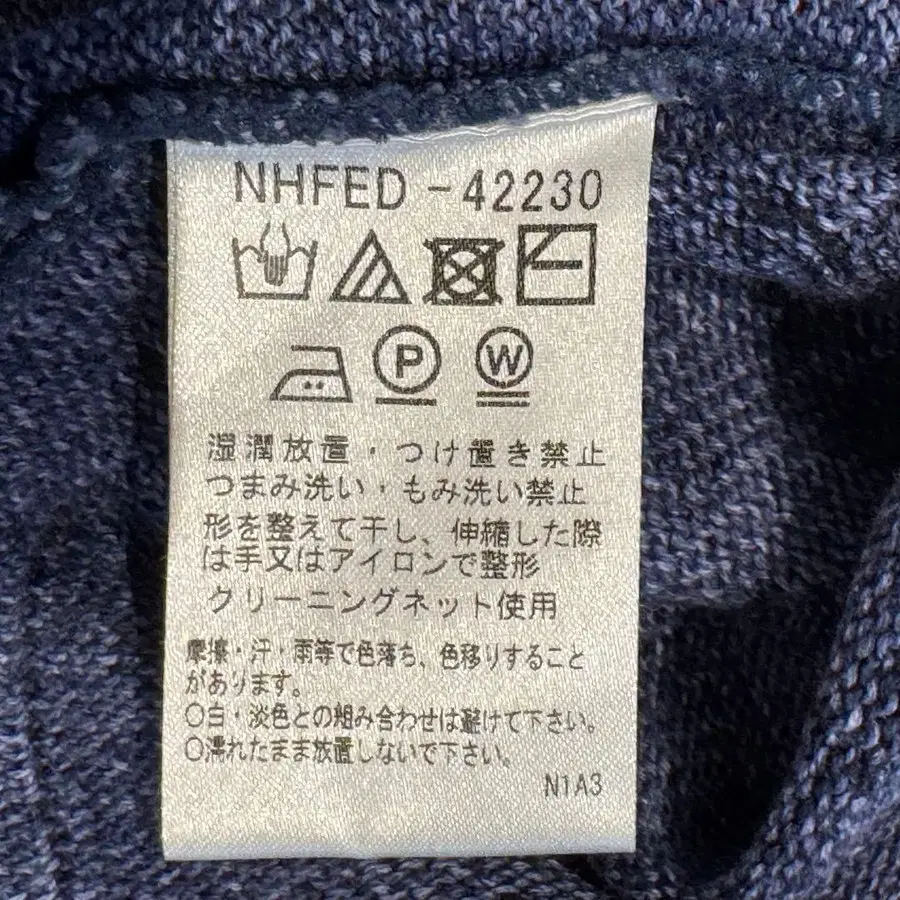 NHFED -42230
P W
湿潤放置・つけ置き禁止
つまみ洗い・もみ洗い禁止
形を整えて干し、伸縮した際
は手又はアイロンで整形
クリーニングネット使用
摩擦・汗・雨等で色落ち、色移りすること
があります。
○白・淡色との組み合わせは避けて下さい。
○濡れたまま放置しないで下さい。
N1A3